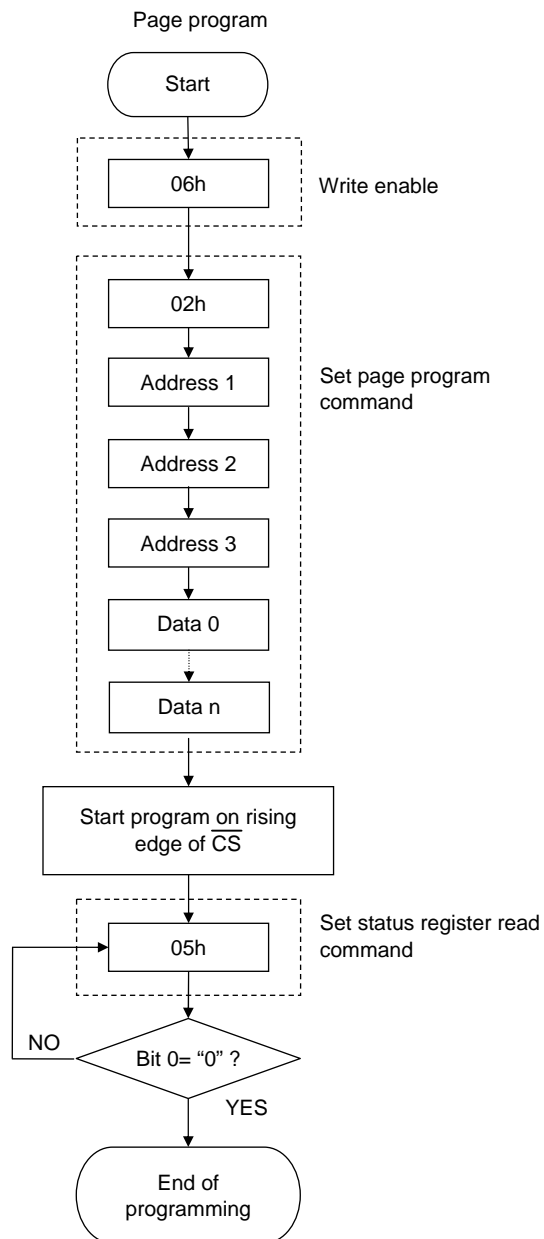 Page program
Start
06h
Write enable
02h
Address 1
Set page program
command
Address 2
Address 3
Data 0
Data n
Start program on rising
edge of C̅S̅
Set status register read
command
05h
NO
Bit 0= “0” ?
YES
End of
programming